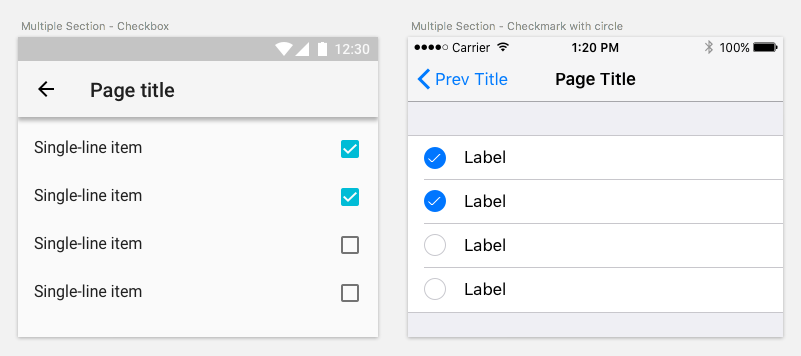 Multiple Section - Checkbox
12:30
Page title
Single-line item
Single-line item
Single-line item
Single-line item
Multiple Section - Checkmark with circle
Carrier 1:20 PM 100%
Prev Title Page Title
Label
Label
Label
Label